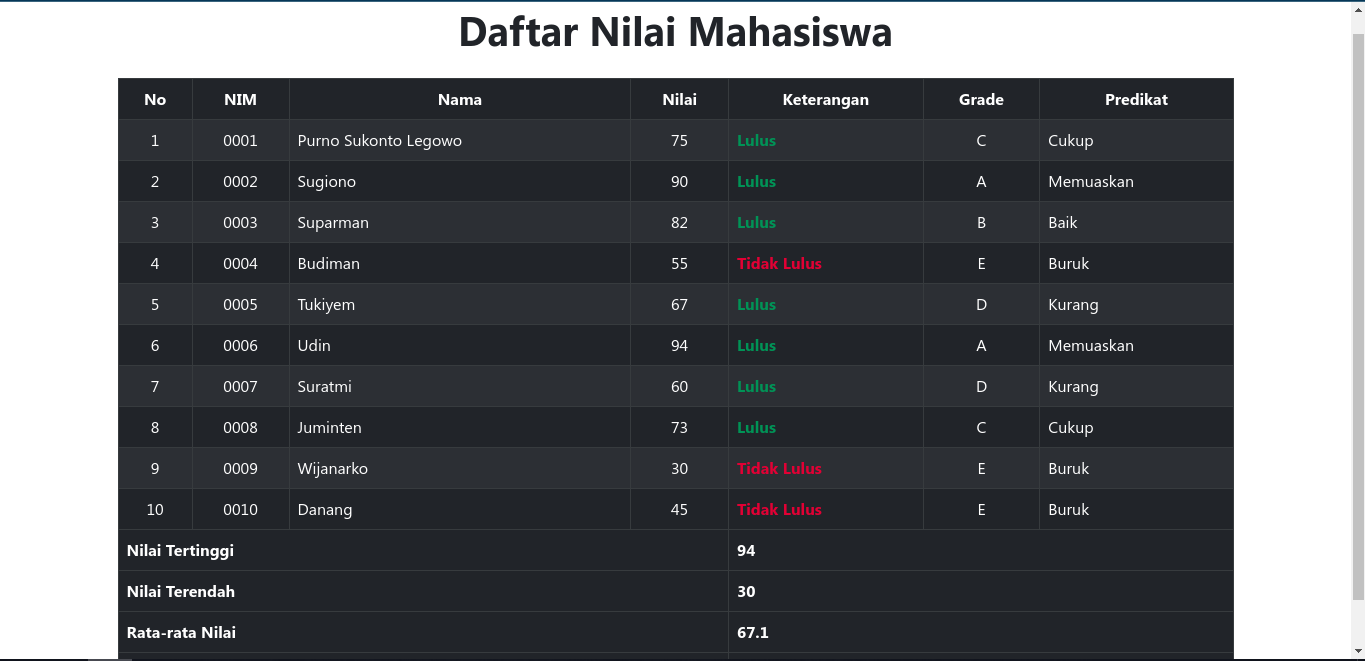 Daftar Nilai Mahasiswa
No NIM Nama Nilai Keterangan Grade Predikat
1 0001 Purno Sukonto Legowo 75 Lulus C Cukup
2 0002 Sugiono 90 Lulus A Memuaskan
3 0003 Suparman 82 Lulus B Baik
4 0004 Budiman 55 Tidak Lulus E Buruk
5 0005 Tukiyem 67 Lulus D Kurang
6 0006 Udin 94 Lulus A Memuaskan
7 0007 Suratmi 60 Lulus D Kurang
8 0008 Juminten 73 Lulus C Cukup
9 0009 Wijanarko 30 Tidak Lulus E Buruk
10 0010 Danang 45 Tidak Lulus E Buruk
Nilai Tertinggi 94
Nilai Terendah 30
Rata-rata Nilai 67.1